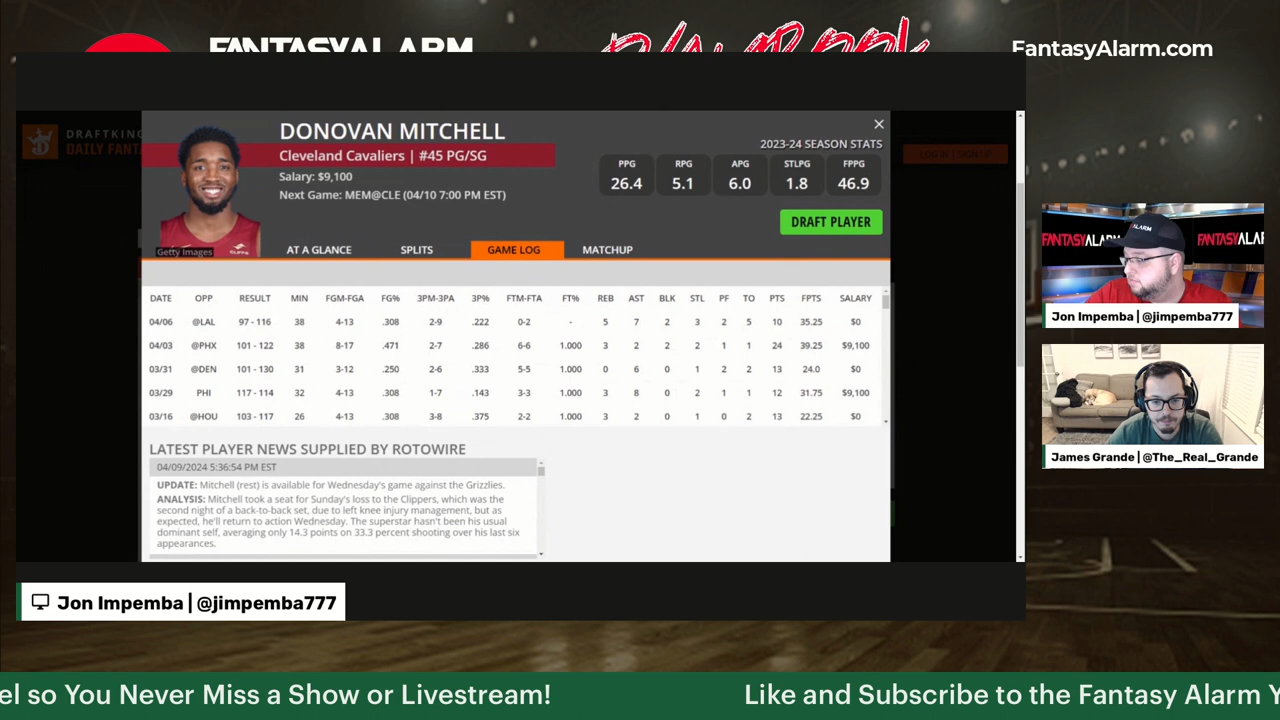 FANTASYALARM
PLAYBOOK
FantasyAlarm.com
DRAFTKIN
DAILY FANT
LOG IN | SIGN UP
DONOVAN MITCHELL
Cleveland Cavaliers | #45 PG/SG
Salary: $9,100
Next Game: MEM@CLE (04/10 7:00 PM EST)
2023-24 SEASON STATS
PPG RPG APG STLPG FPPG
26.4 5.1 6.0 1.8 46.9
DRAFT PLAYER
Getty Images
AT A GLANCE SPLITS GAME LOG MATCHUP
DATE OPP RESULT MIN FGM-FGA FG% 3PM-3PA 3P% FTM-FTA FT% REB AST BLK STL PF TO PTS FPTS SALARY
04/06 @LAL 97 - 116 38 4-13 .308 2-9 .222 0-2 - 5 7 2 3 2 5 10 35.25 $0
04/03 @PHX 101 - 122 38 8-17 .471 2-7 .286 6-6 1.000 3 2 2 2 1 1 24 39.25 $9,100
03/31 @DEN 101 - 130 31 3-12 .250 2-6 .333 5-5 1.000 0 6 0 1 2 2 13 24.0 $0
03/29 PHI 117 - 114 32 4-13 .308 1-7 .143 3-3 1.000 3 8 0 2 1 1 12 31.75 $9,100
03/16 @HOU 103 - 117 26 4-13 .308 3-8 .375 2-2 1.000 3 2 0 1 0 2 13 22.25 $0
LATEST PLAYER NEWS SUPPLIED BY ROTOWIRE
04/09/2024 5:36:54 PM EST
UPDATE: Mitchell (rest) is available for Wednesday's game against the Grizzlies.
ANALYSIS: Mitchell took a seat for Sunday's loss to the Clippers, which was the
second night of a back-to-back set, due to left knee injury management, but as
expected, he'll return to action Wednesday. The superstar hasn't been his usual
dominant self, averaging only 14.3 points on 33.3 percent shooting over his last six
appearances.
FANTASYALARM
FANTASYALAR
ALARM
Jon Impemba | @jimpemba777
James Grande | @The_Real_Grande
Jon Impemba | @jimpemba777
el so You Never Miss a Show or Livestream! Like and Subscribe to the Fantasy Alarm Y